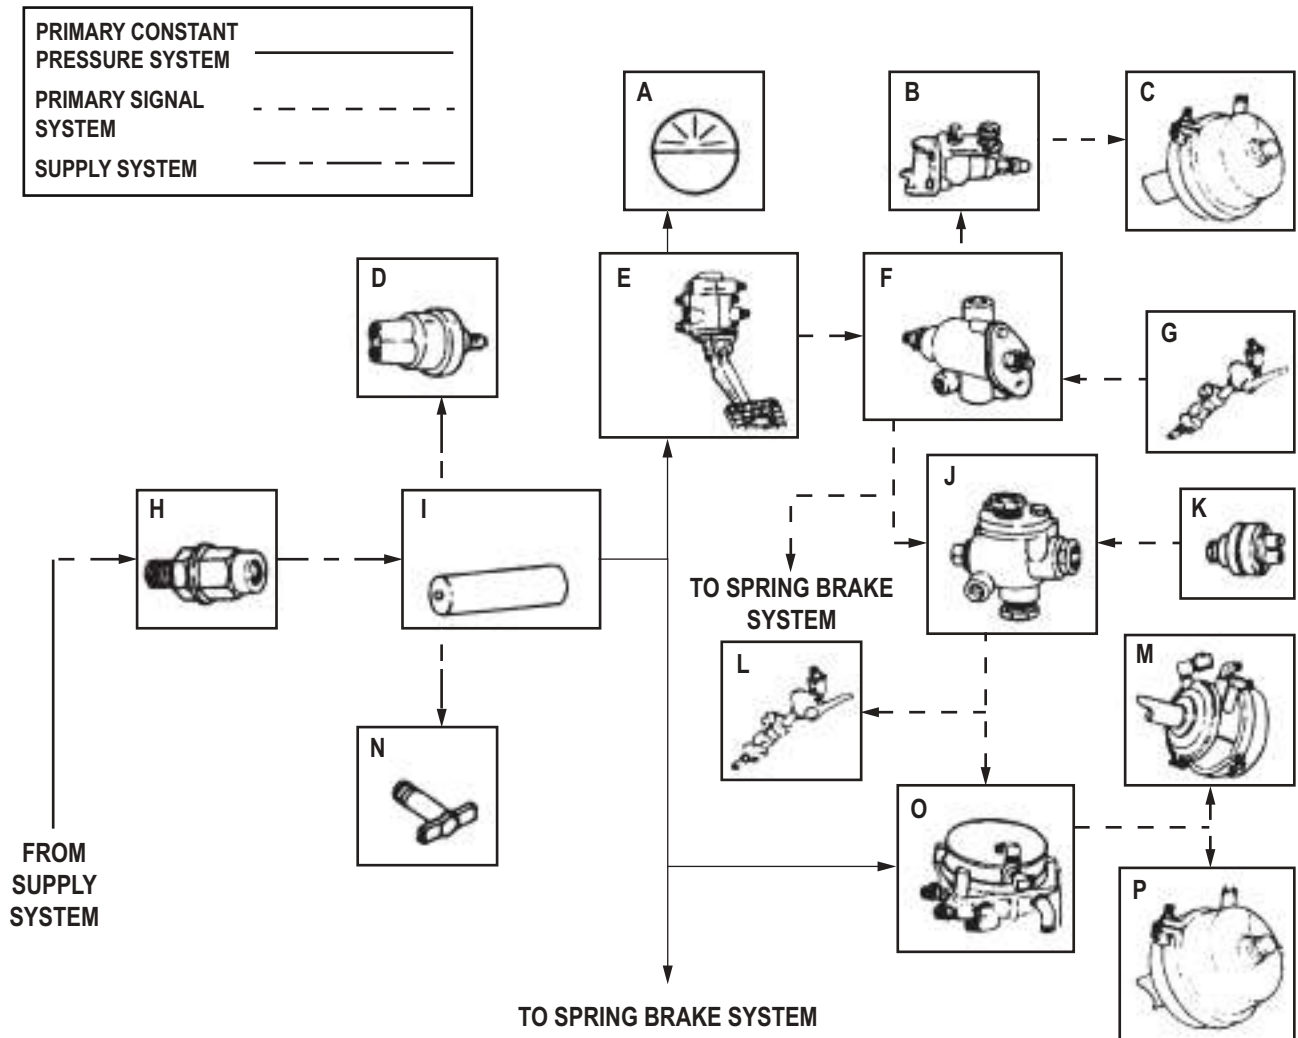 PRIMARY CONSTANT
PRESSURE SYSTEM
PRIMARY SIGNAL
SYSTEM
SUPPLY SYSTEM
A
B
C
D
E
F
G
H
I
J
K
TO SPRING BRAKE
SYSTEM
L
M
N
O
P
FROM
SUPPLY
SYSTEM
TO SPRING BRAKE SYSTEM